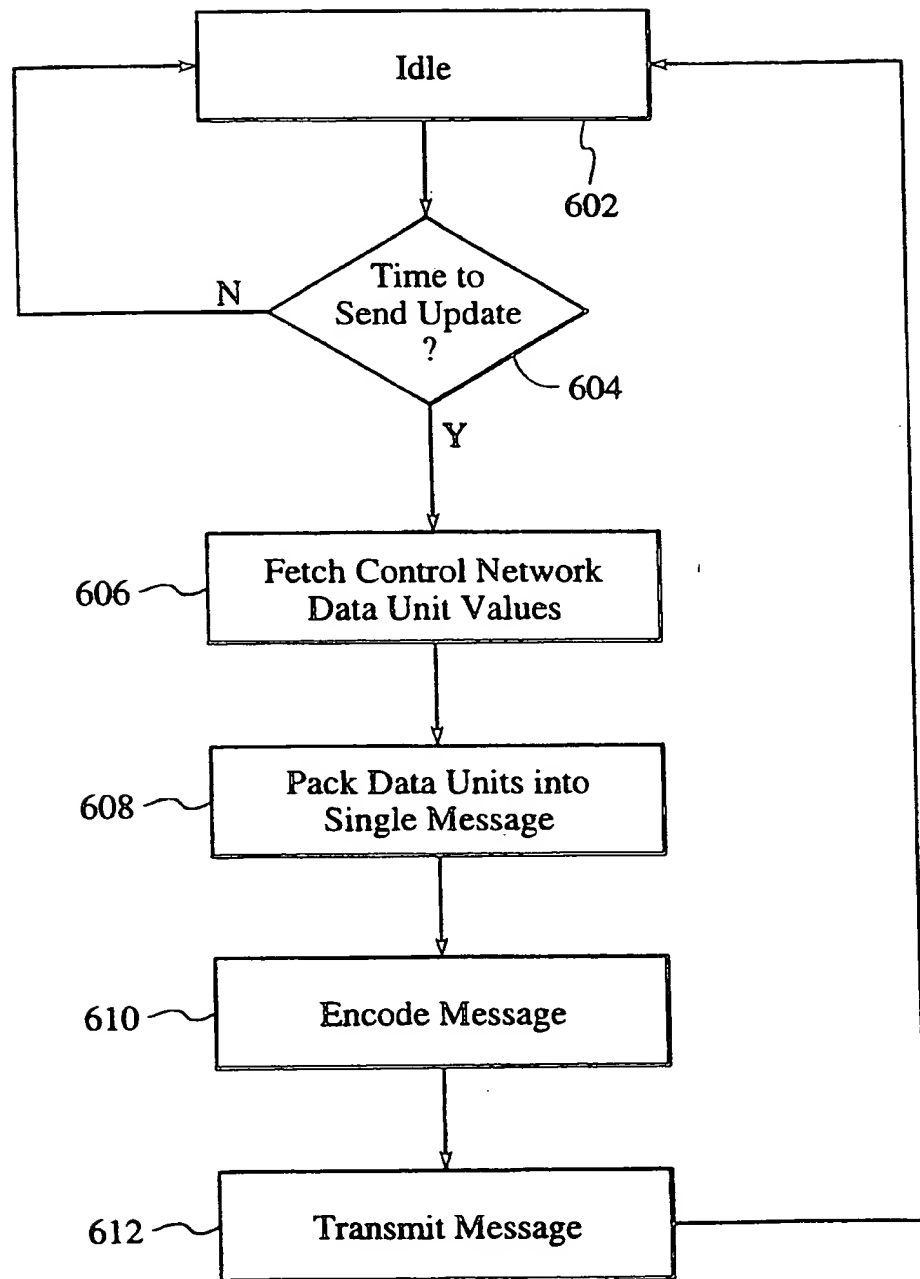 Idle
602
Time to
Send Update
?
N
604
Y
Fetch Control Network
Data Unit Values
606
Pack Data Units into
Single Message
608
Encode Message
610
Transmit Message
612